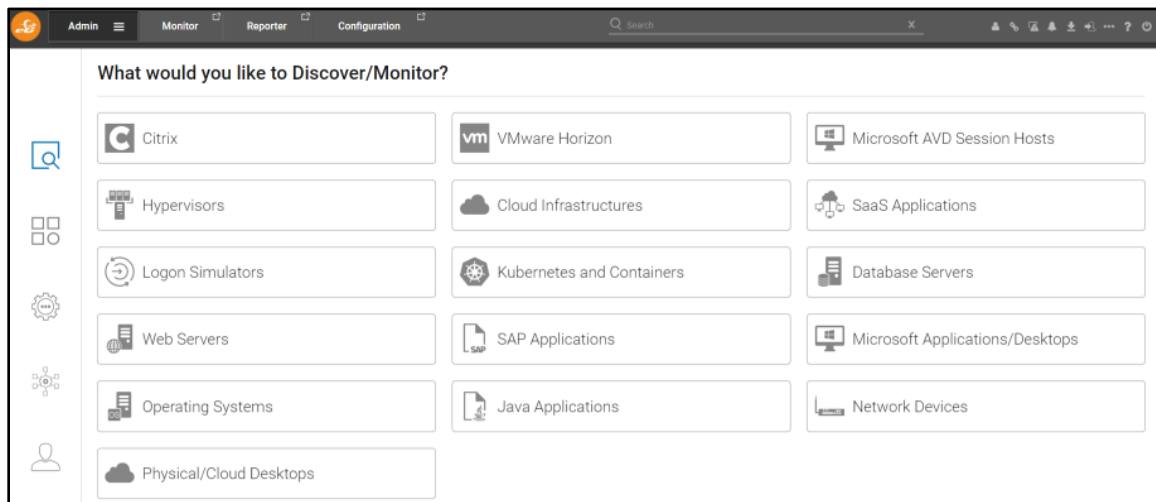 Admin Monitor Reporter Configuration Search X ?
What would you like to Discover/Monitor?
Citrix VMware Horizon Microsoft AVD Session Hosts
Hypervisors Cloud Infrastructures SaaS Applications
Logon Simulators Kubernetes and Containers Database Servers
Web Servers SAP Applications Microsoft Applications/Desktops
Operating Systems Java Applications Network Devices
Physical/Cloud Desktops